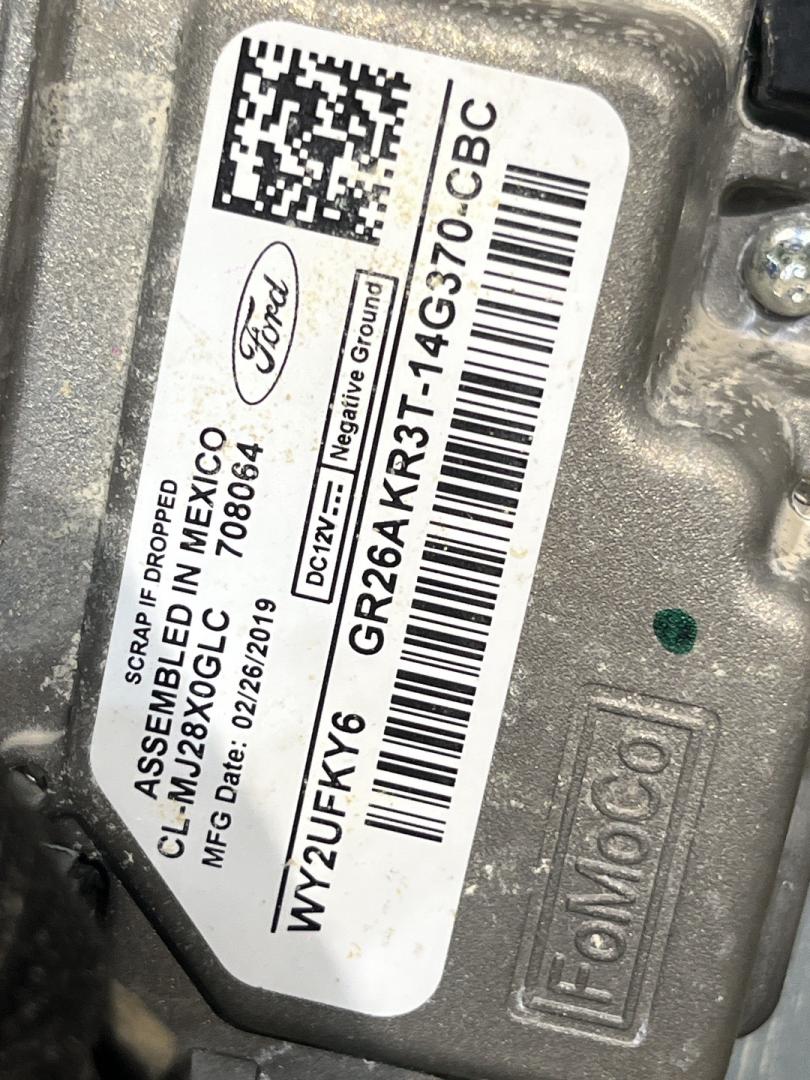 SCRAP IF DROPPED
ASSEMBLED IN MEXICO
CL-MJ28X0GLC 708064
MFG Date: 02/26/2019
Ford
DC12V Negative Ground
WY2UFKY6 GR26AKR3T-14G370-CBC
FoMoCo